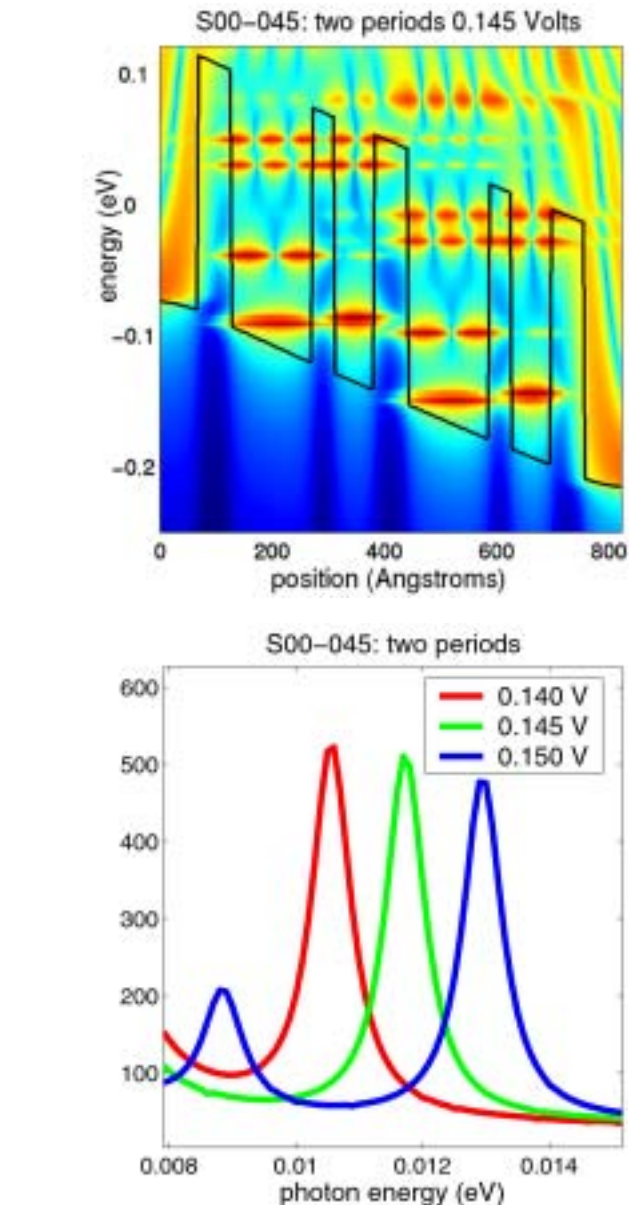 S00−045: two periods 0.145 Volts
0.1
0
−0.1
−0.2
energy (eV)
0 200 400 600 800
position (Angstroms)
S00−045: two periods
600
500
400
300
200
100
0.140 V
0.145 V
0.150 V
0.008 0.01 0.012 0.014
photon energy (eV)